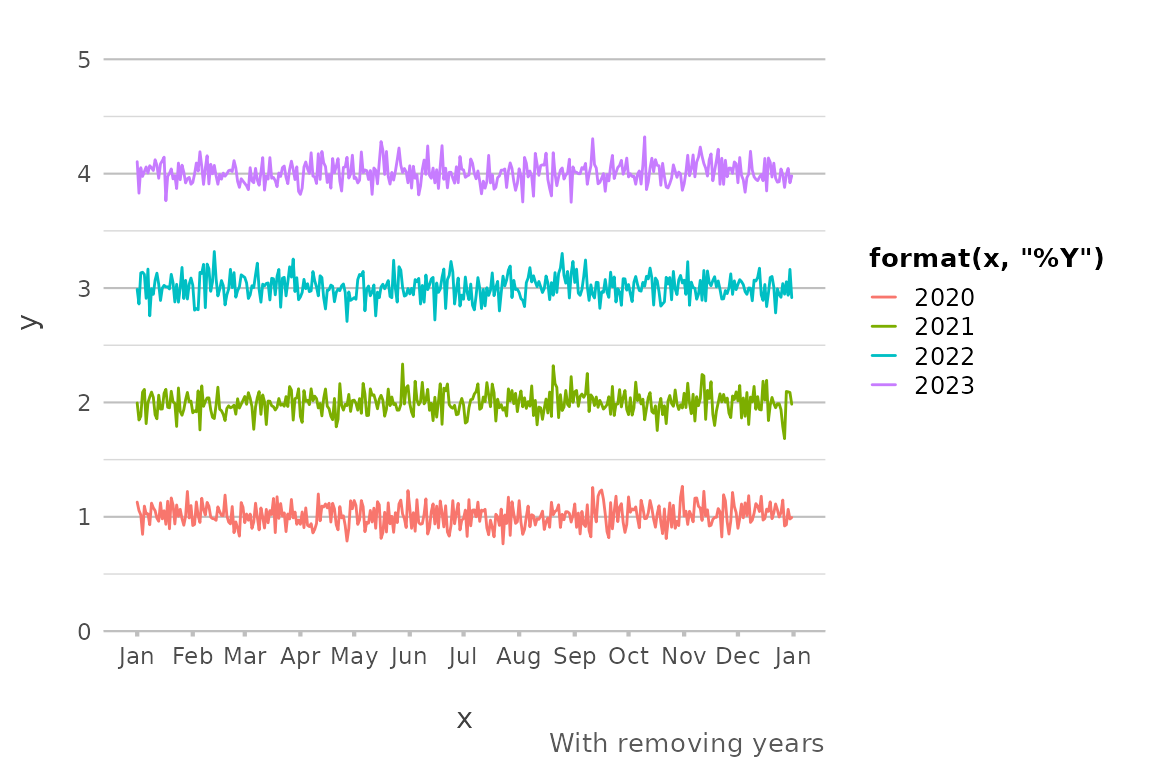 5
4
3
2
1
0
y
Jan Feb Mar Apr May Jun Jul Aug Sep Oct Nov Dec Jan
x
With removing years
format(x, "%Y")
2020
2021
2022
2023